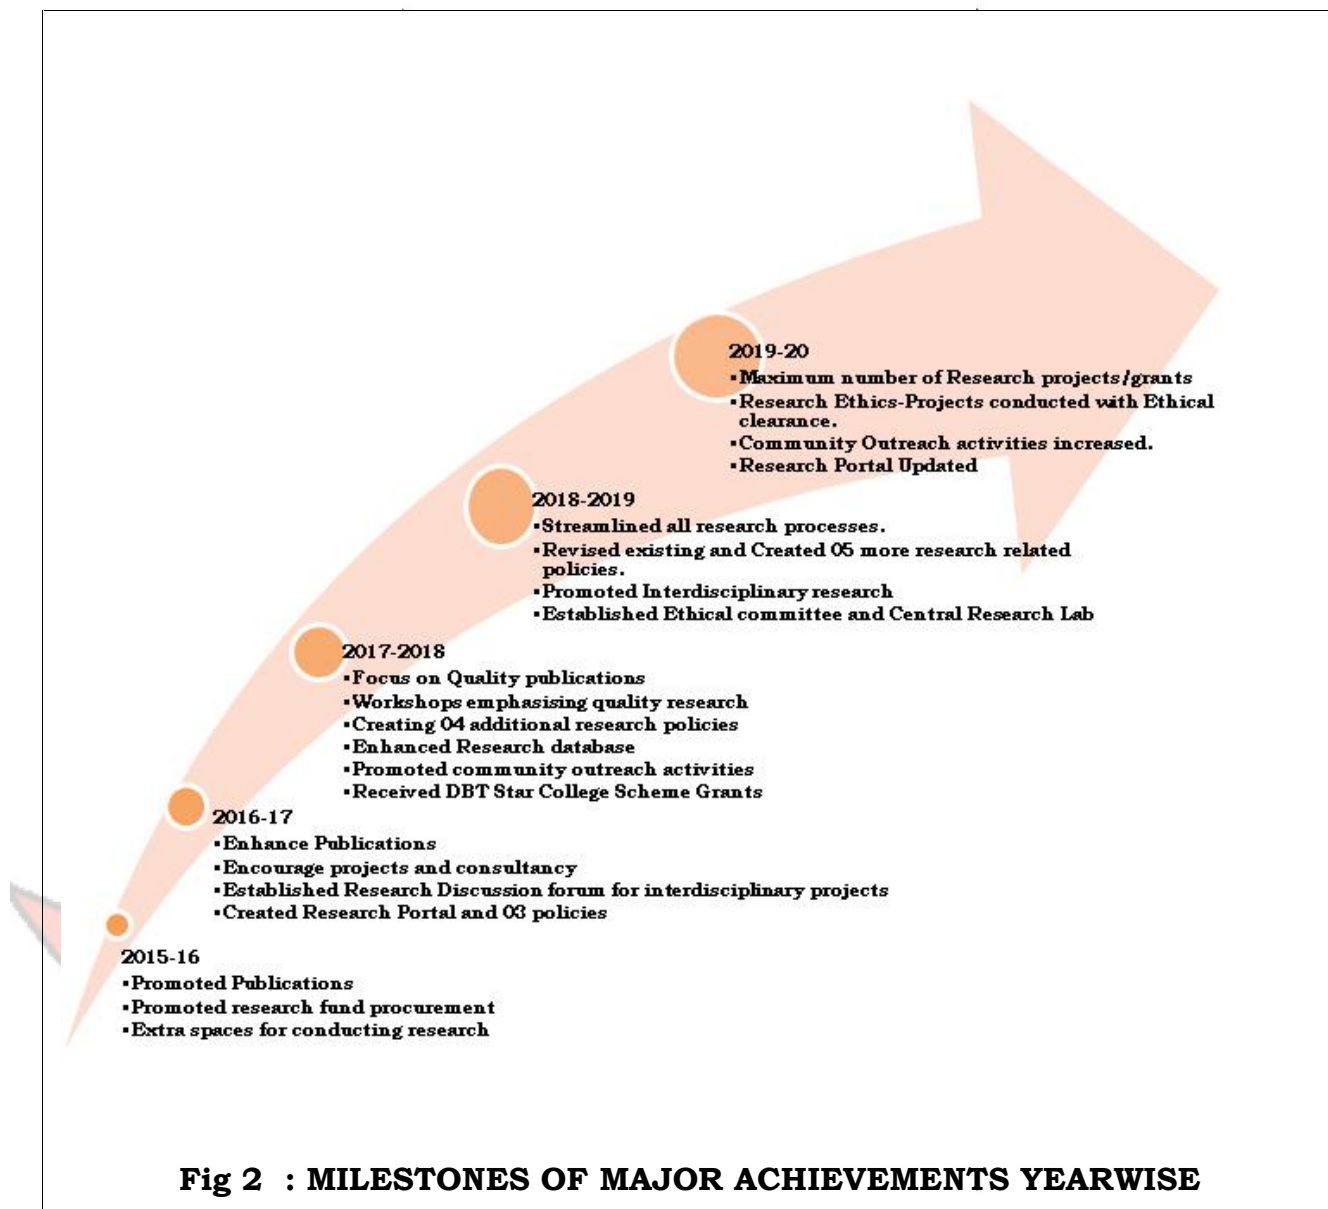 2019-20
▪Maximum number of Research projects/grants
▪Research Ethics-Projects conducted with Ethical
clearance.
▪Community Outreach activities increased.
▪Research Portal Updated
2018-2019
▪Streamlined all research processes.
▪Revised existing and Created 05 more research related
policies.
▪Promoted Interdisciplinary research
▪Established Ethical committee and Central Research Lab
2017-2018
▪Focus on Quality publications
▪Workshops emphasising quality research
▪Creating 04 additional research policies
▪Enhanced Research database
▪Promoted community outreach activities
▪Received DBT Star College Scheme Grants
2016-17
▪Enhance Publications
▪Encourage projects and consultancy
▪Established Research Discussion forum for interdisciplinary projects
▪Created Research Portal and 03 policies
2015-16
▪Promoted Publications
▪Promoted research fund procurement
▪Extra spaces for conducting research
Fig 2 : MILESTONES OF MAJOR ACHIEVEMENTS YEARWISE